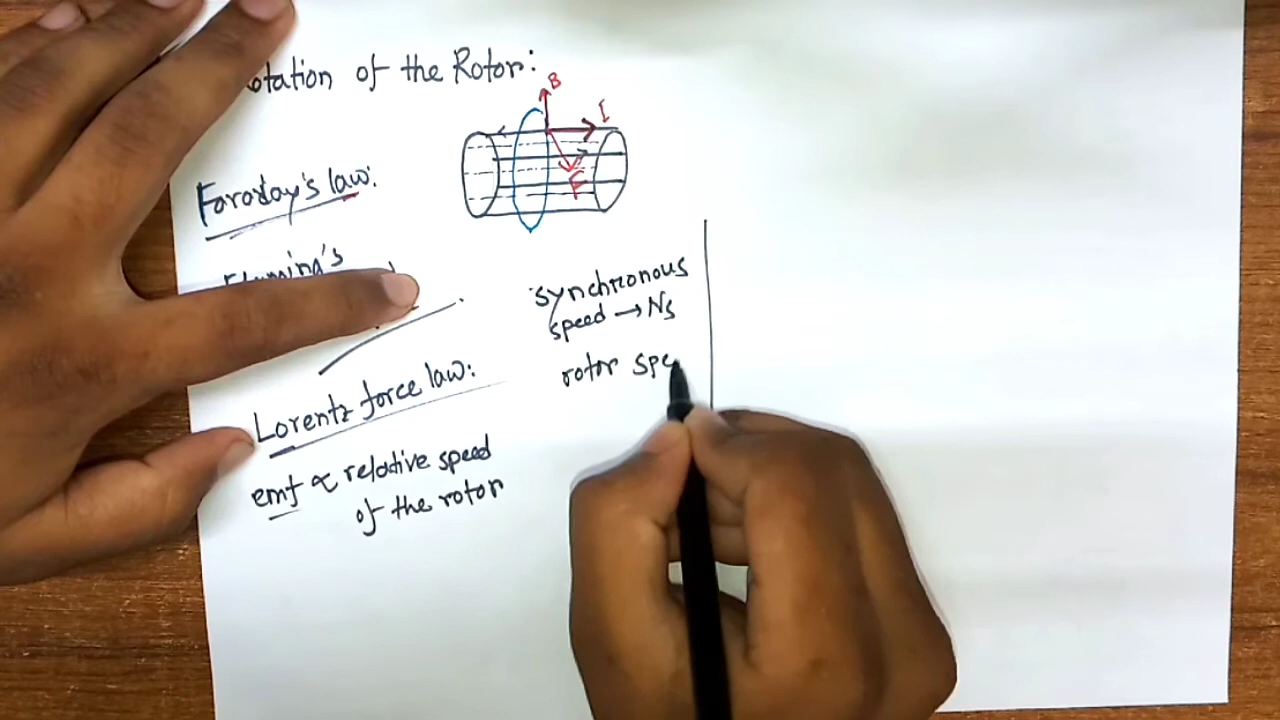 otation of the Rotor:
B
I
F
Faraday's law:
Fleming's
synchronous
speed → Ns
rotor spe
Lorentz force law:
emf ∝ relative speed
of the rotor